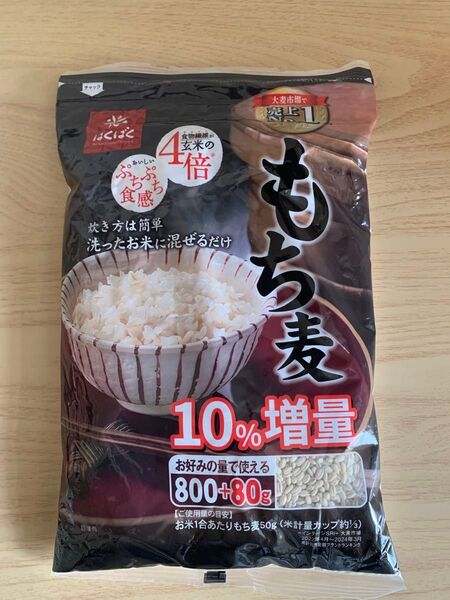 チャック
はくばく
大麦市場で
売上
No.1
食物繊維が
玄米の
4倍
おいしい
ぷちぷち
食感
もち麦
炊き方は簡単
洗ったお米に混ぜるだけ
10%増量
お好みの量で使える
800+80g
【ご使用量の目安】
お米1合あたりもち麦50g(米計量カップ約1/3)